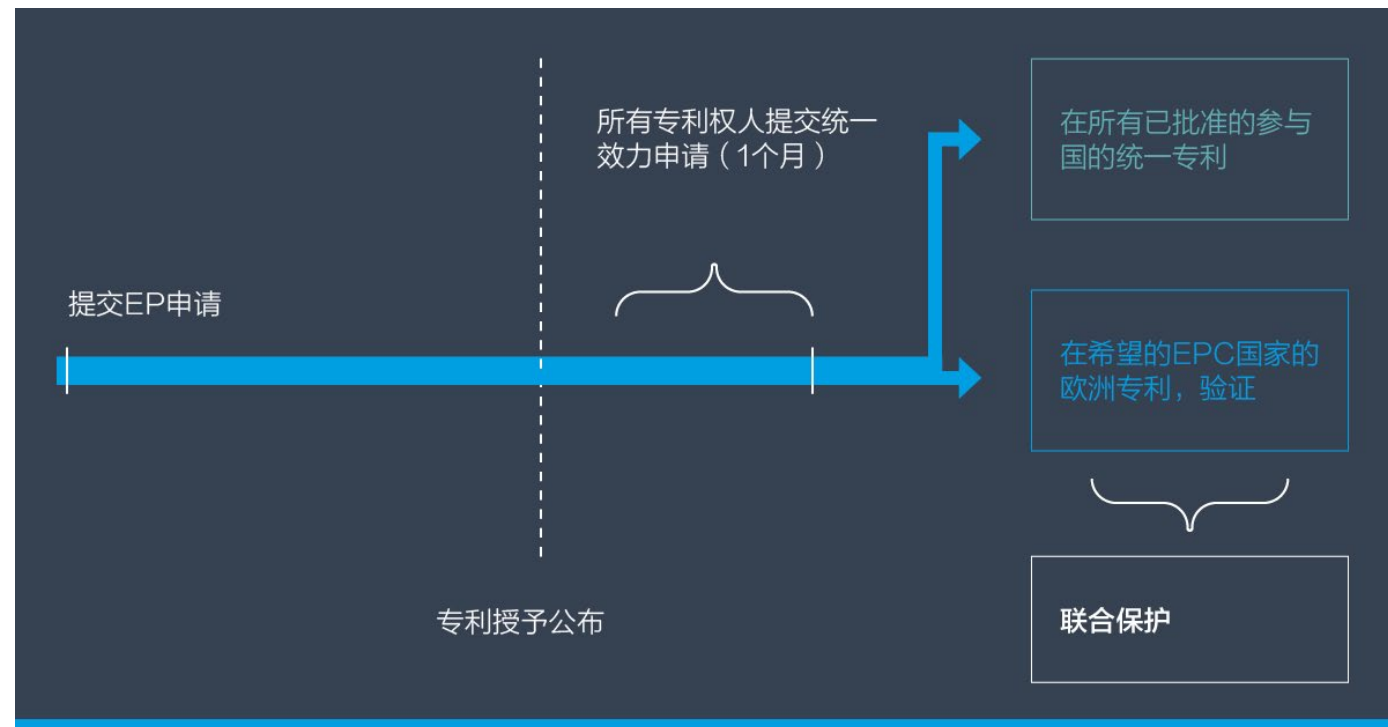 所有专利权人提交统一
效力申请（1个月）
在所有已批准的参与
国的统一专利
提交EP申请
在希望的EPC国家的
欧洲专利，验证
专利授予公布
联合保护